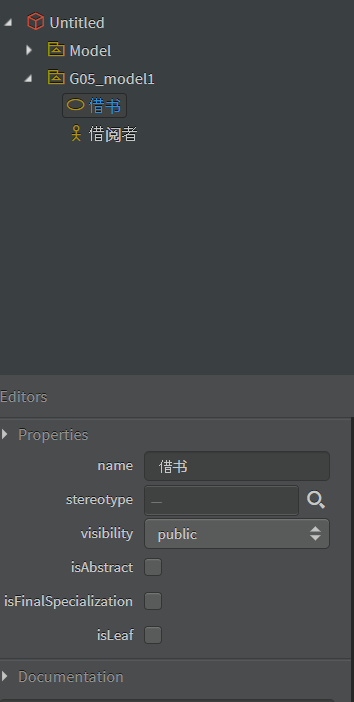 Untitled
Model
G05_model1
借书
借阅者
Editors
Properties
name 借书
stereotype —
visibility public
isAbstract
isFinalSpecialization
isLeaf
Documentation